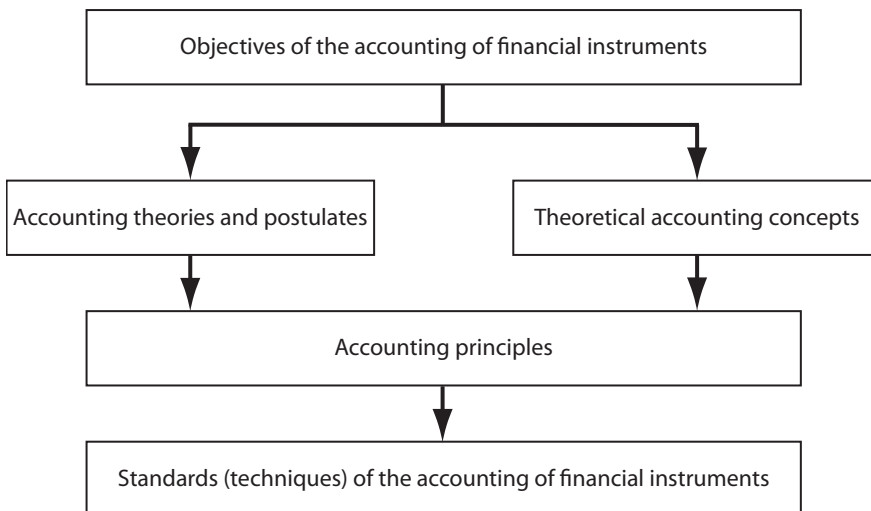 Objectives of the accounting of financial instruments
Accounting theories and postulates
Theoretical accounting concepts
Accounting principles
Standards (techniques) of the accounting of financial instruments